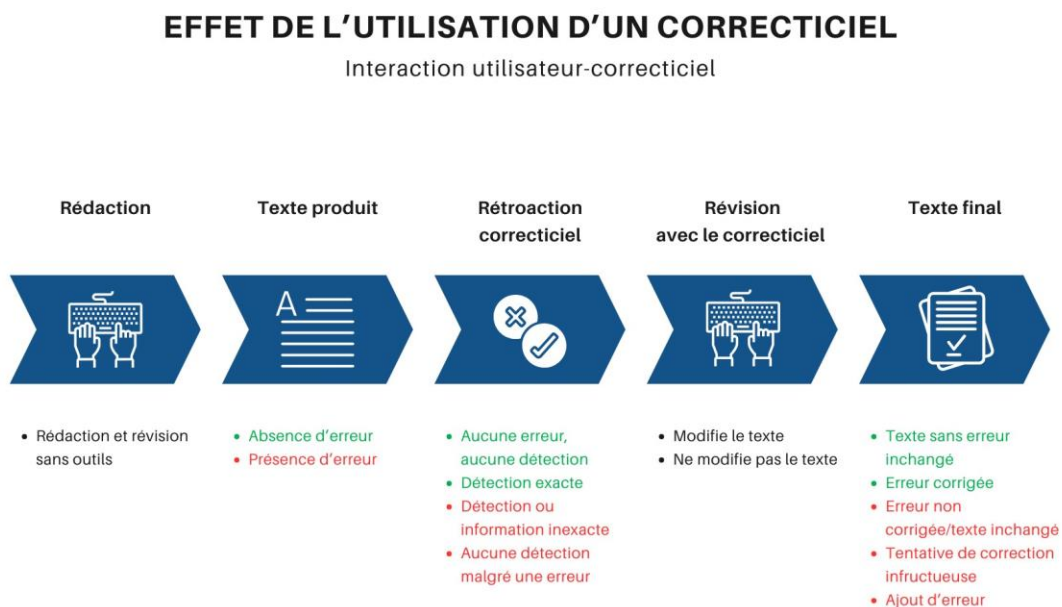 EFFET DE L’UTILISATION D’UN CORRECTICIEL
Interaction utilisateur-correcticiel
Rédaction
Texte produit
Rétroaction
correcticiel
Révision
avec le correcticiel
Texte final
A
• Rédaction et révision
sans outils
• Absence d’erreur
• Présence d’erreur
• Aucune erreur,
aucune détection
• Détection exacte
• Détection ou
information inexacte
• Aucune détection
malgré une erreur
• Modifie le texte
• Ne modifie pas le texte
• Texte sans erreur
inchangé
• Erreur corrigée
• Erreur non
corrigée/texte inchangé
• Tentative de correction
infructueuse
• Ajout d’erreur